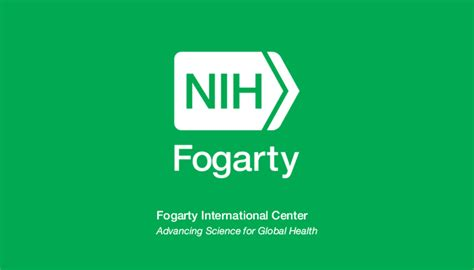 NIH
Fogarty
Fogarty International Center
Advancing Science for Global Health